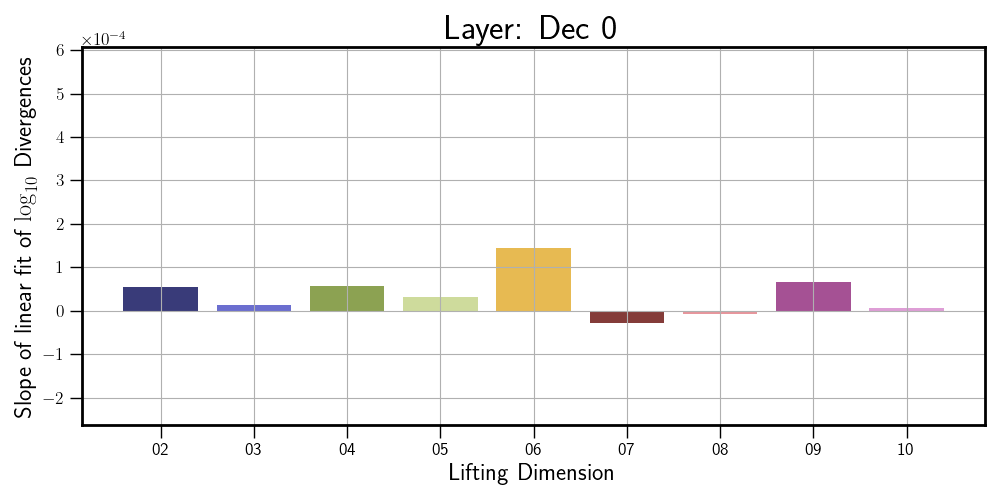 Layer: Dec 0
×10⁻⁴
6
5
4
3
2
1
0
−1
−2
Slope of linear fit of log₁₀ Divergences
02 03 04 05 06 07 08 09 10
Lifting Dimension